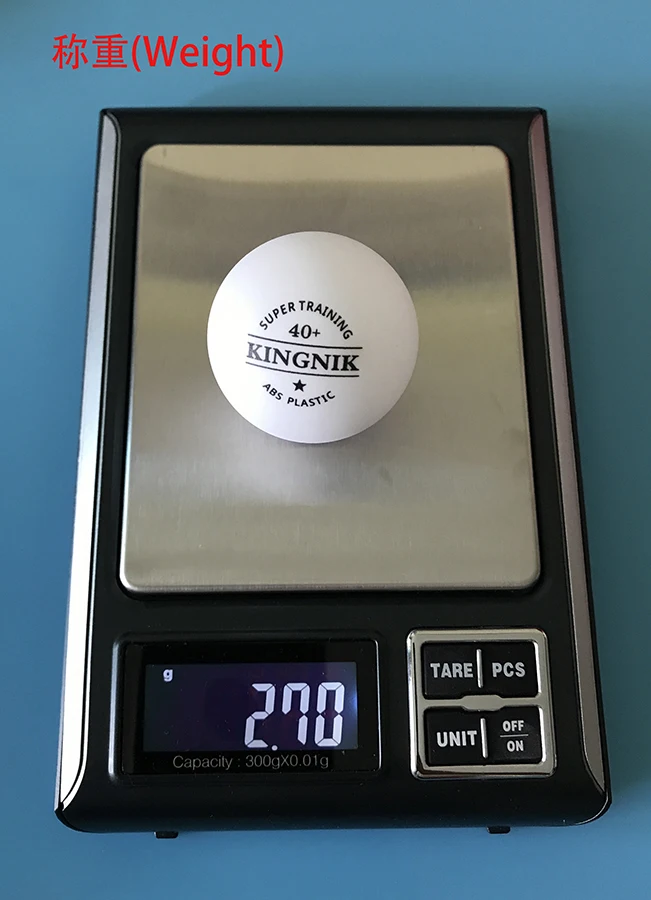 称重(Weight)
SUPER TRAINING
40+
KINGNIK
★
ABS PLASTIC
g
2.70
Capacity : 300gX0.01g
TARE PCS
UNIT OFF
ON